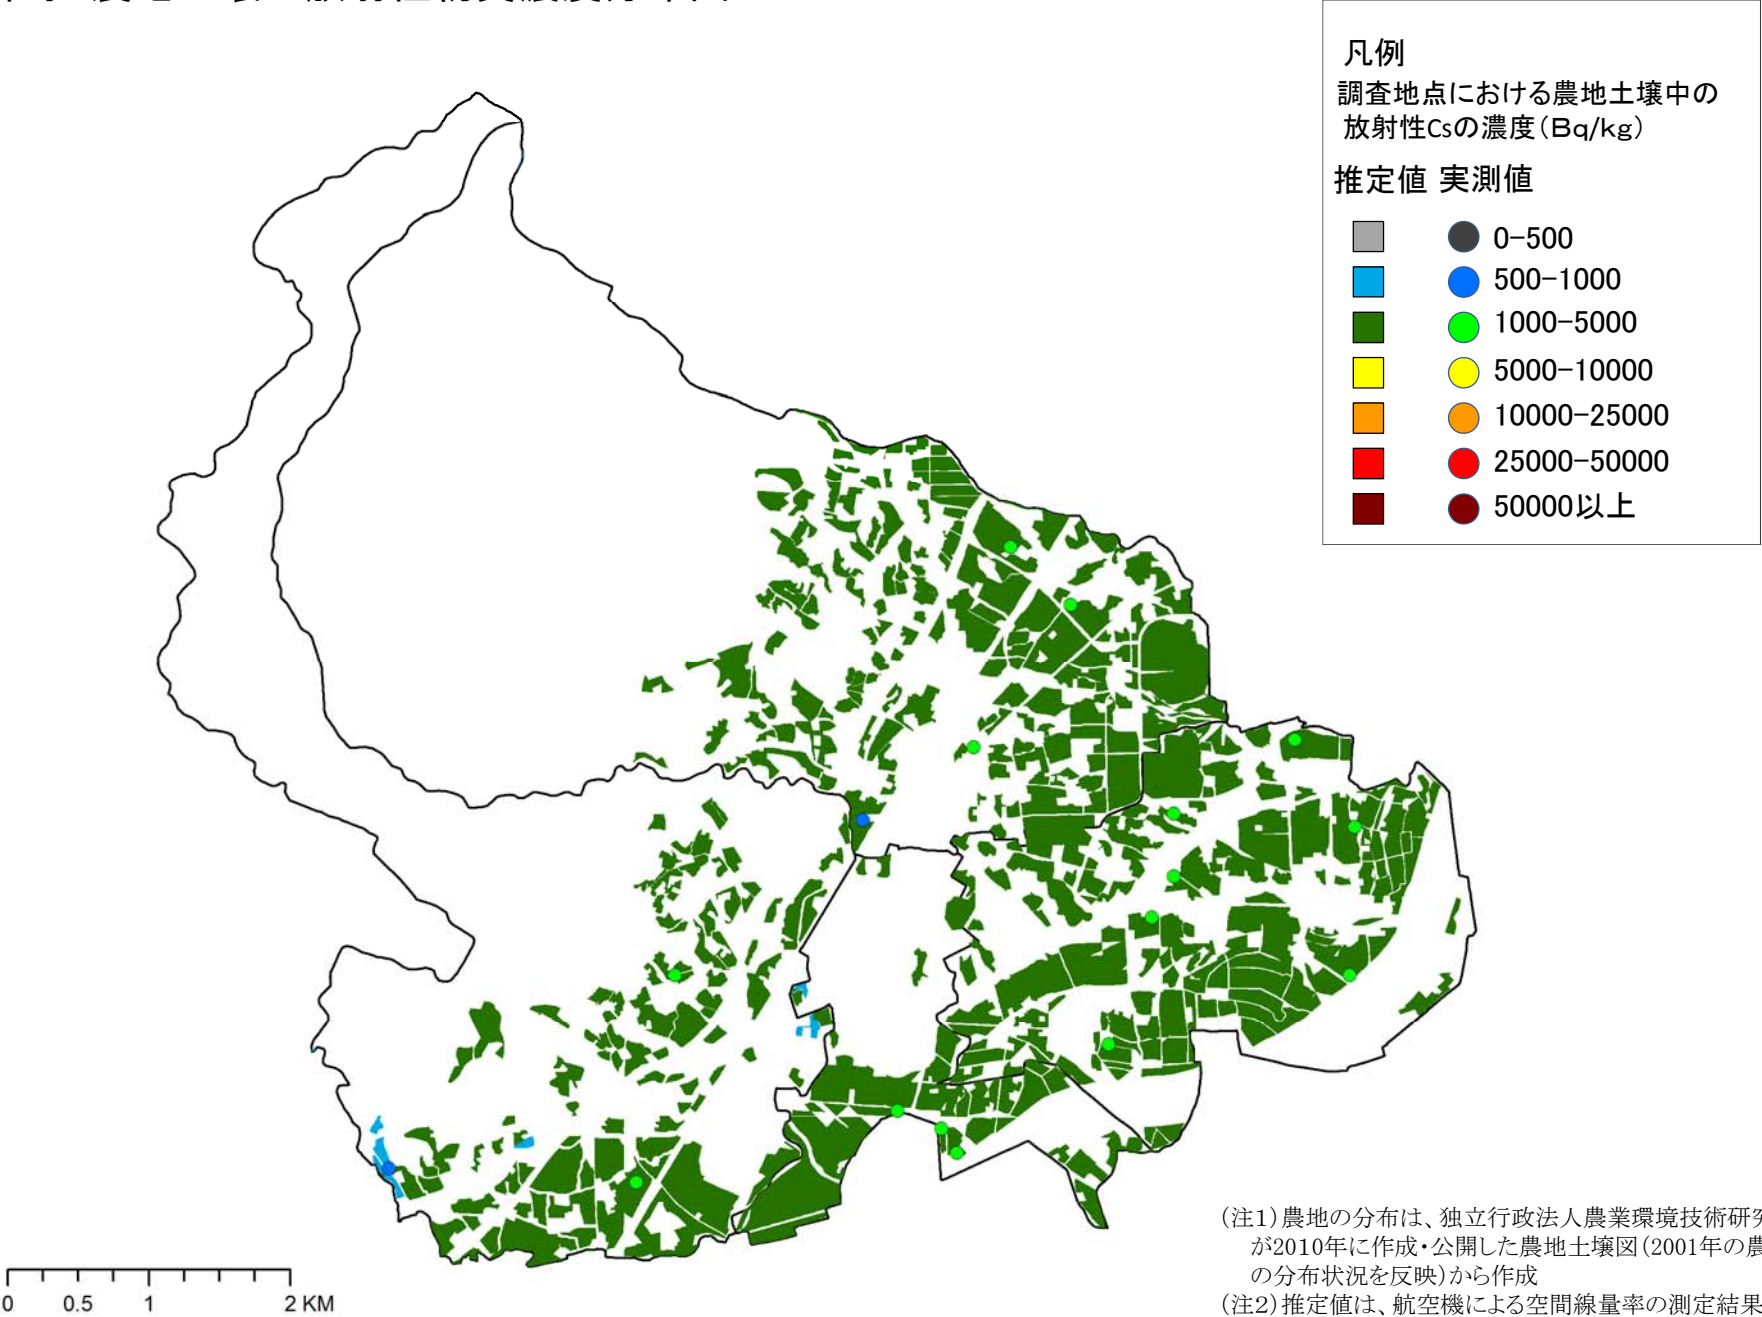 凡例
調査地点における農地土壌中の
放射性Csの濃度（Bq/kg）
推定値 実測値
0-500
500-1000
1000-5000
5000-10000
10000-25000
25000-50000
50000以上
（注1）農地の分布は、独立行政法人農業環境技術研究
が2010年に作成・公開した農地土壌図（2001年の農
の分布状況を反映）から作成
（注2）推定値は、航空機による空間線量率の測定結果
0 0.5 1 2 KM